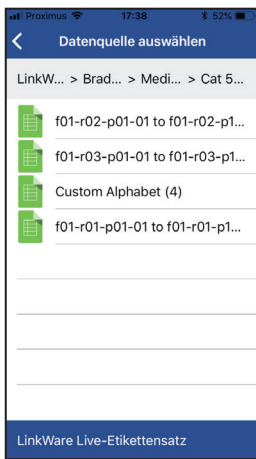 Proximus 17:38 52%
Datenquelle auswählen
LinkW... > Brad... > Medi... > Cat 5...
f01-r02-p01-01 to f01-r02-p1...
f01-r03-p01-01 to f01-r03-p1...
Custom Alphabet (4)
f01-r01-p01-01 to f01-r01-p1...
LinkWare Live-Etikettensatz